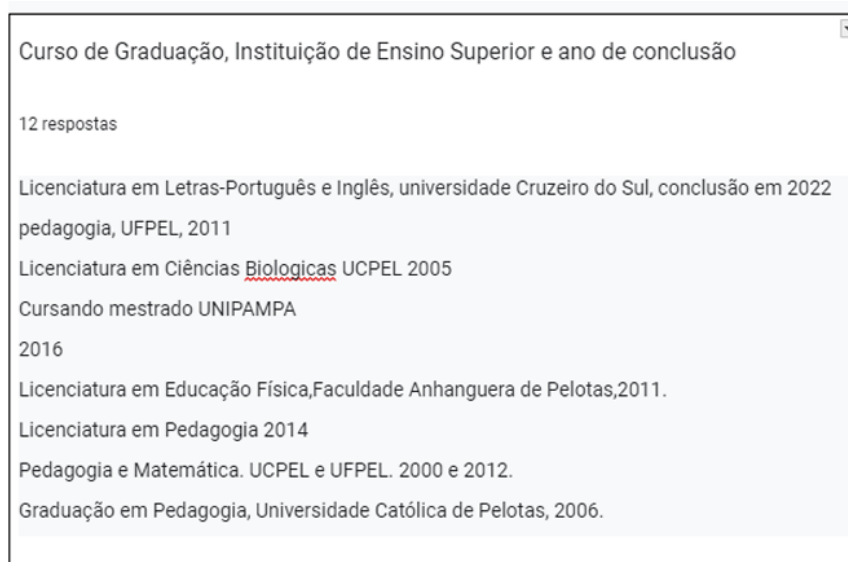 Curso de Graduação, Instituição de Ensino Superior e ano de conclusão
12 respostas
Licenciatura em Letras-Português e Inglês, universidade Cruzeiro do Sul, conclusão em 2022
pedagogia, UFPEL, 2011
Licenciatura em Ciências Biologicas UCPEL 2005
Cursando mestrado UNIPAMPA
2016
Licenciatura em Educação Física,Faculdade Anhanguera de Pelotas,2011.
Licenciatura em Pedagogia 2014
Pedagogia e Matemática. UCPEL e UFPEL. 2000 e 2012.
Graduação em Pedagogia, Universidade Católica de Pelotas, 2006.